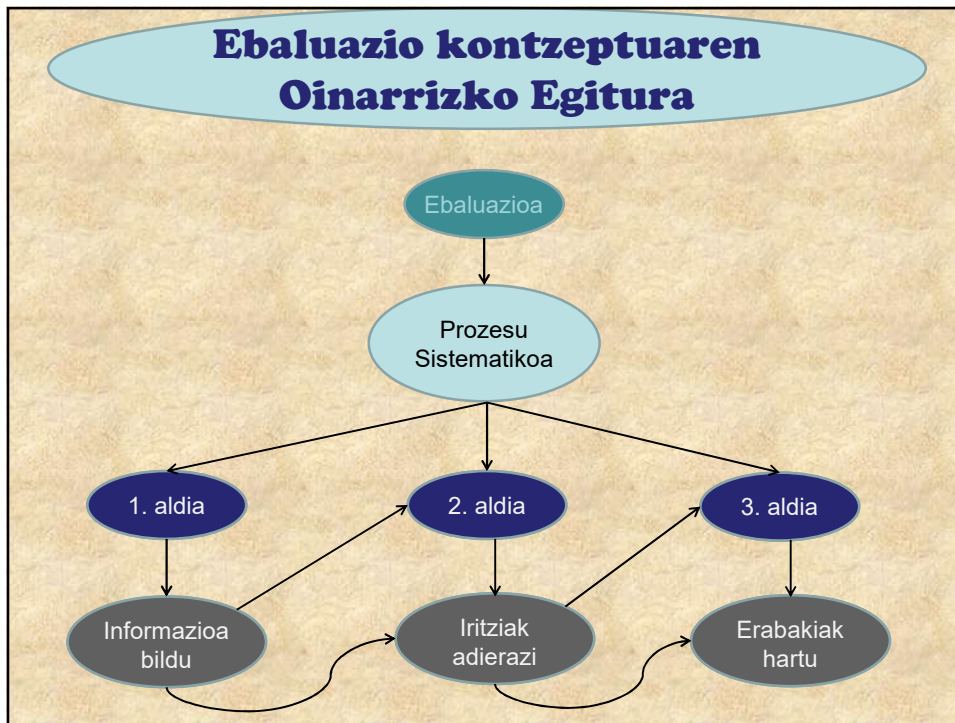 Ebaluazio kontzeptuaren
Oinarrizko Egitura
Ebaluazioa
Prozesu
Sistematikoa
1. aldia
2. aldia
3. aldia
Informazioa
bildu
Iritziak
adierazi
Erabakiak
hartu